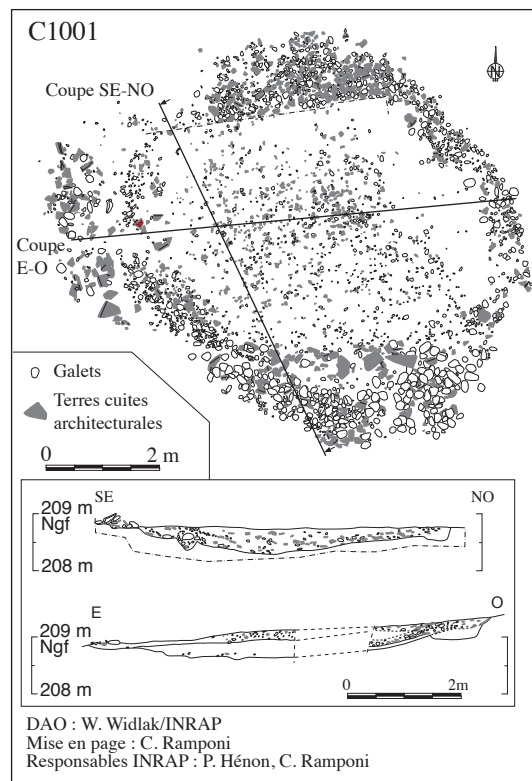 C1001
N
Coupe SE-NO
Coupe
E-O
Galets
Terres cuites
architecturales
0 2 m
209 m
Ngf
208 m
SE
NO
E
O
209 m
Ngf
208 m
0 2m
DAO : W. Widlak/INRAP
Mise en page : C. Ramponi
Responsables INRAP : P. Hénon, C. Ramponi